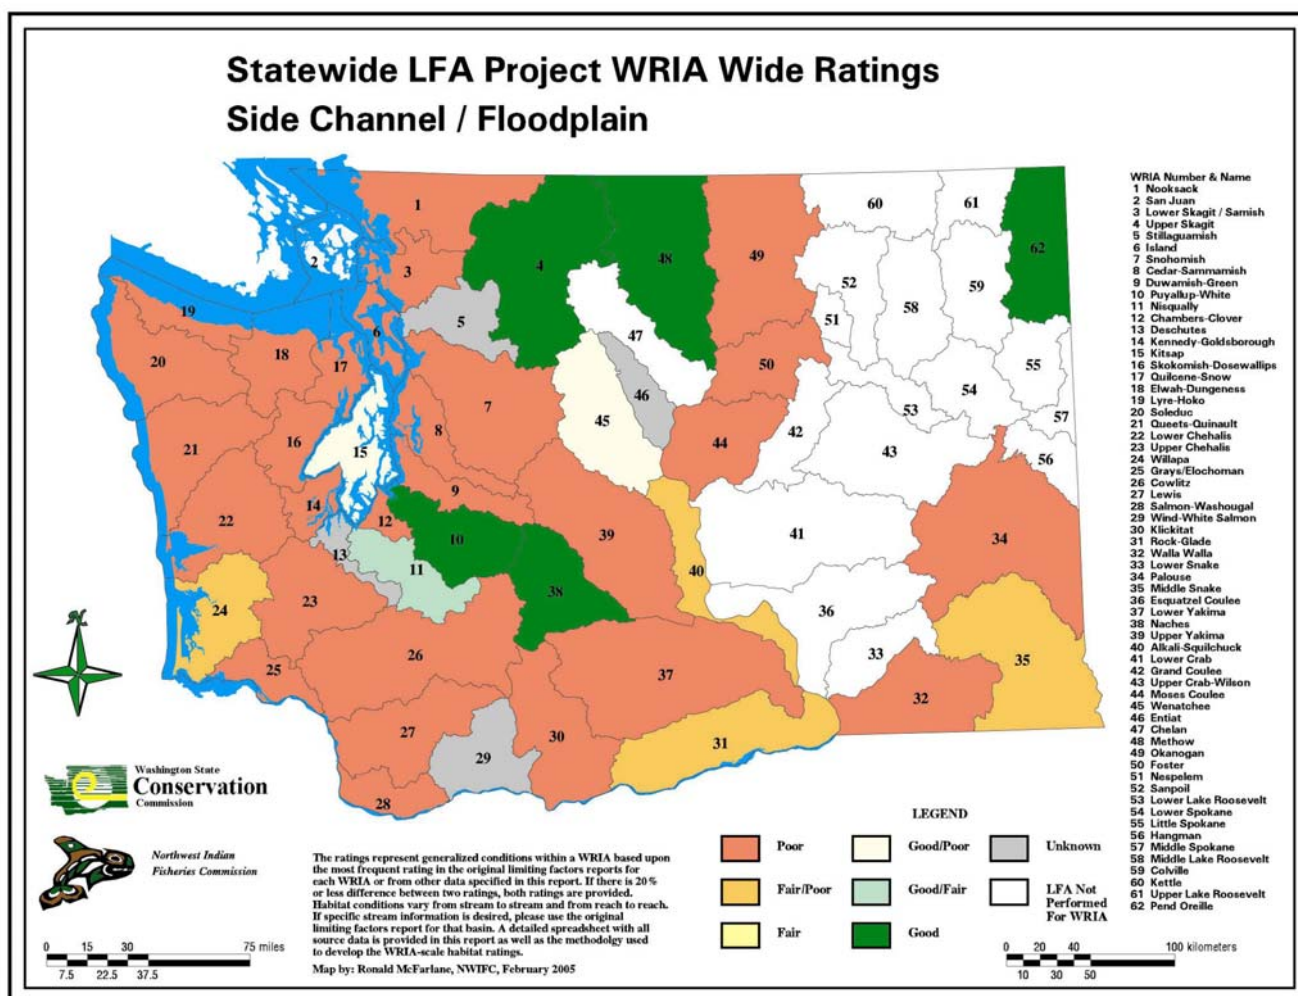 Statewide LFA Project WRIA Wide Ratings
Side Channel / Floodplain
WRIA Number & Name
1 Nooksack
2 San Juan
3 Lower Skagit / Samish
4 Upper Skagit
5 Stillaguamish
6 Island
7 Snohomish
8 Cedar-Sammamish
9 Duwamish-Green
10 Puyallup-White
11 Nisqually
12 Chambers-Clover
13 Deschutes
14 Kennedy-Goldsborough
15 Kitsap
16 Skokomish-Dosewallips
17 Quilcene-Snow
18 Elwah-Dungeness
19 Lyre-Hoko
20 Soleduc
21 Queets-Quinault
22 Lower Chehalis
23 Upper Chehalis
24 Willapa
25 Grays/Elochoman
26 Cowlitz
27 Lewis
28 Salmon-Washougal
29 Wind-White Salmon
30 Klickitat
31 Rock-Glade
32 Walla Walla
33 Lower Snake
34 Palouse
35 Middle Snake
36 Esquatzel Coulee
37 Lower Yakima
38 Naches
39 Upper Yakima
40 Alkali-Squilchuck
41 Lower Crab
42 Grand Coulee
43 Upper Crab-Wilson
44 Moses Coulee
45 Wenatchee
46 Entiat
47 Chelan
48 Methow
49 Okanogan
50 Foster
51 Nespelem
52 Sanpoil
53 Lower Lake Roosevelt
54 Lower Spokane
55 Little Spokane
56 Hangman
57 Middle Spokane
58 Middle Lake Roosevelt
59 Colville
60 Kettle
61 Upper Lake Roosevelt
62 Pend Oreille
1
60
61
62
2
3
4
48
49
52
59
58
19
5
6
51
47
20
18
17
50
55
46
54
7
45
53
57
8
44
42
21
16
15
43
56
9
14
22
12
10
39
41
34
13
11
40
38
24
23
36
26
33
35
25
37
32
27
30
31
29
28
N
Washington State
Conservation
Commission
Northwest Indian
Fisheries Commission
The ratings represent generalized conditions within a WRIA based upon
the most frequent rating in the original limiting factors reports for
each WRIA or from other data specified in this report. If there is 20%
or less difference between two ratings, both ratings are provided.
Habitat conditions vary from stream to stream and from reach to reach.
If specific stream information is desired, please use the original
limiting factors report for that basin. A detailed spreadsheet with all
source data is provided in this report as well as the methodolgy used
to develop the WRIA-scale habitat ratings.
Map by: Ronald McFarlane, NWIFC, February 2005
LEGEND
Poor
Good/Poor
Unknown
Fair/Poor
Good/Fair
LFA Not
Performed
For WRIA
Fair
Good
0 15 30 75 miles
7.5 22.5 37.5
0 20 40 100 kilometers
10 30 50